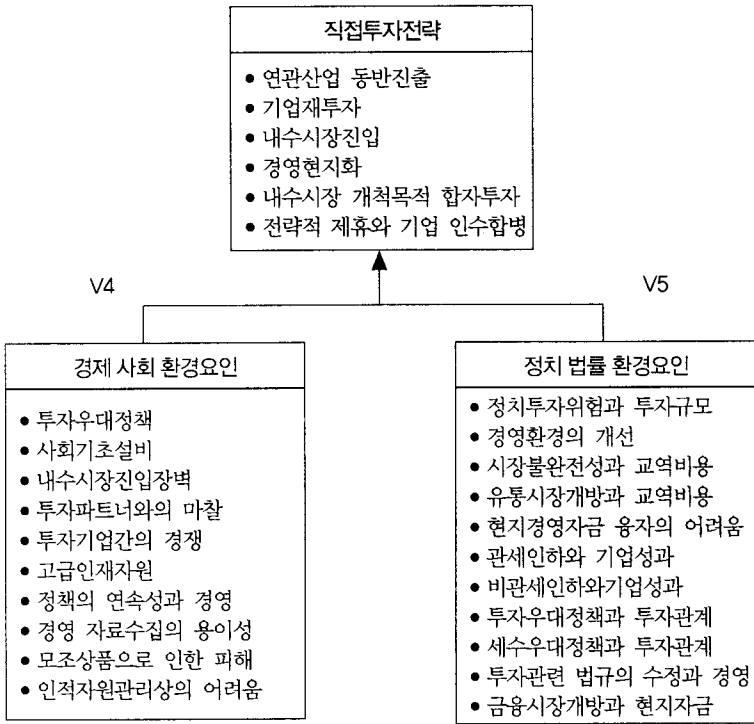 직접투자전략
● 연관산업 동반진출
● 기업재투자
● 내수시장진입
● 경영현지화
● 내수시장 개척목적 합자투자
● 전략적 제휴와 기업 인수합병
V4
V5
경제 사회 환경요인
● 투자우대정책
● 사회기초설비
● 내수시장진입장벽
● 투자파트너와의 마찰
● 투자기업간의 경쟁
● 고급인재자원
● 정책의 연속성과 경영
● 경영 자료수집의 용이성
● 모조상품으로 인한 피해
● 인적자원관리상의 어려움
정치 법률 환경요인
● 정치투자위험과 투자규모
● 경영환경의 개선
● 시장불완전성과 교역비용
● 유통시장개방과 교역비용
● 현지경영자금 융자의 어려움
● 관세인하와 기업성과
● 비관세인하와기업성과
● 투자우대정책과 투자관계
● 세수우대정책과 투자관계
● 투자관련 법규의 수정과 경영
● 금융시장개방과 현지자금